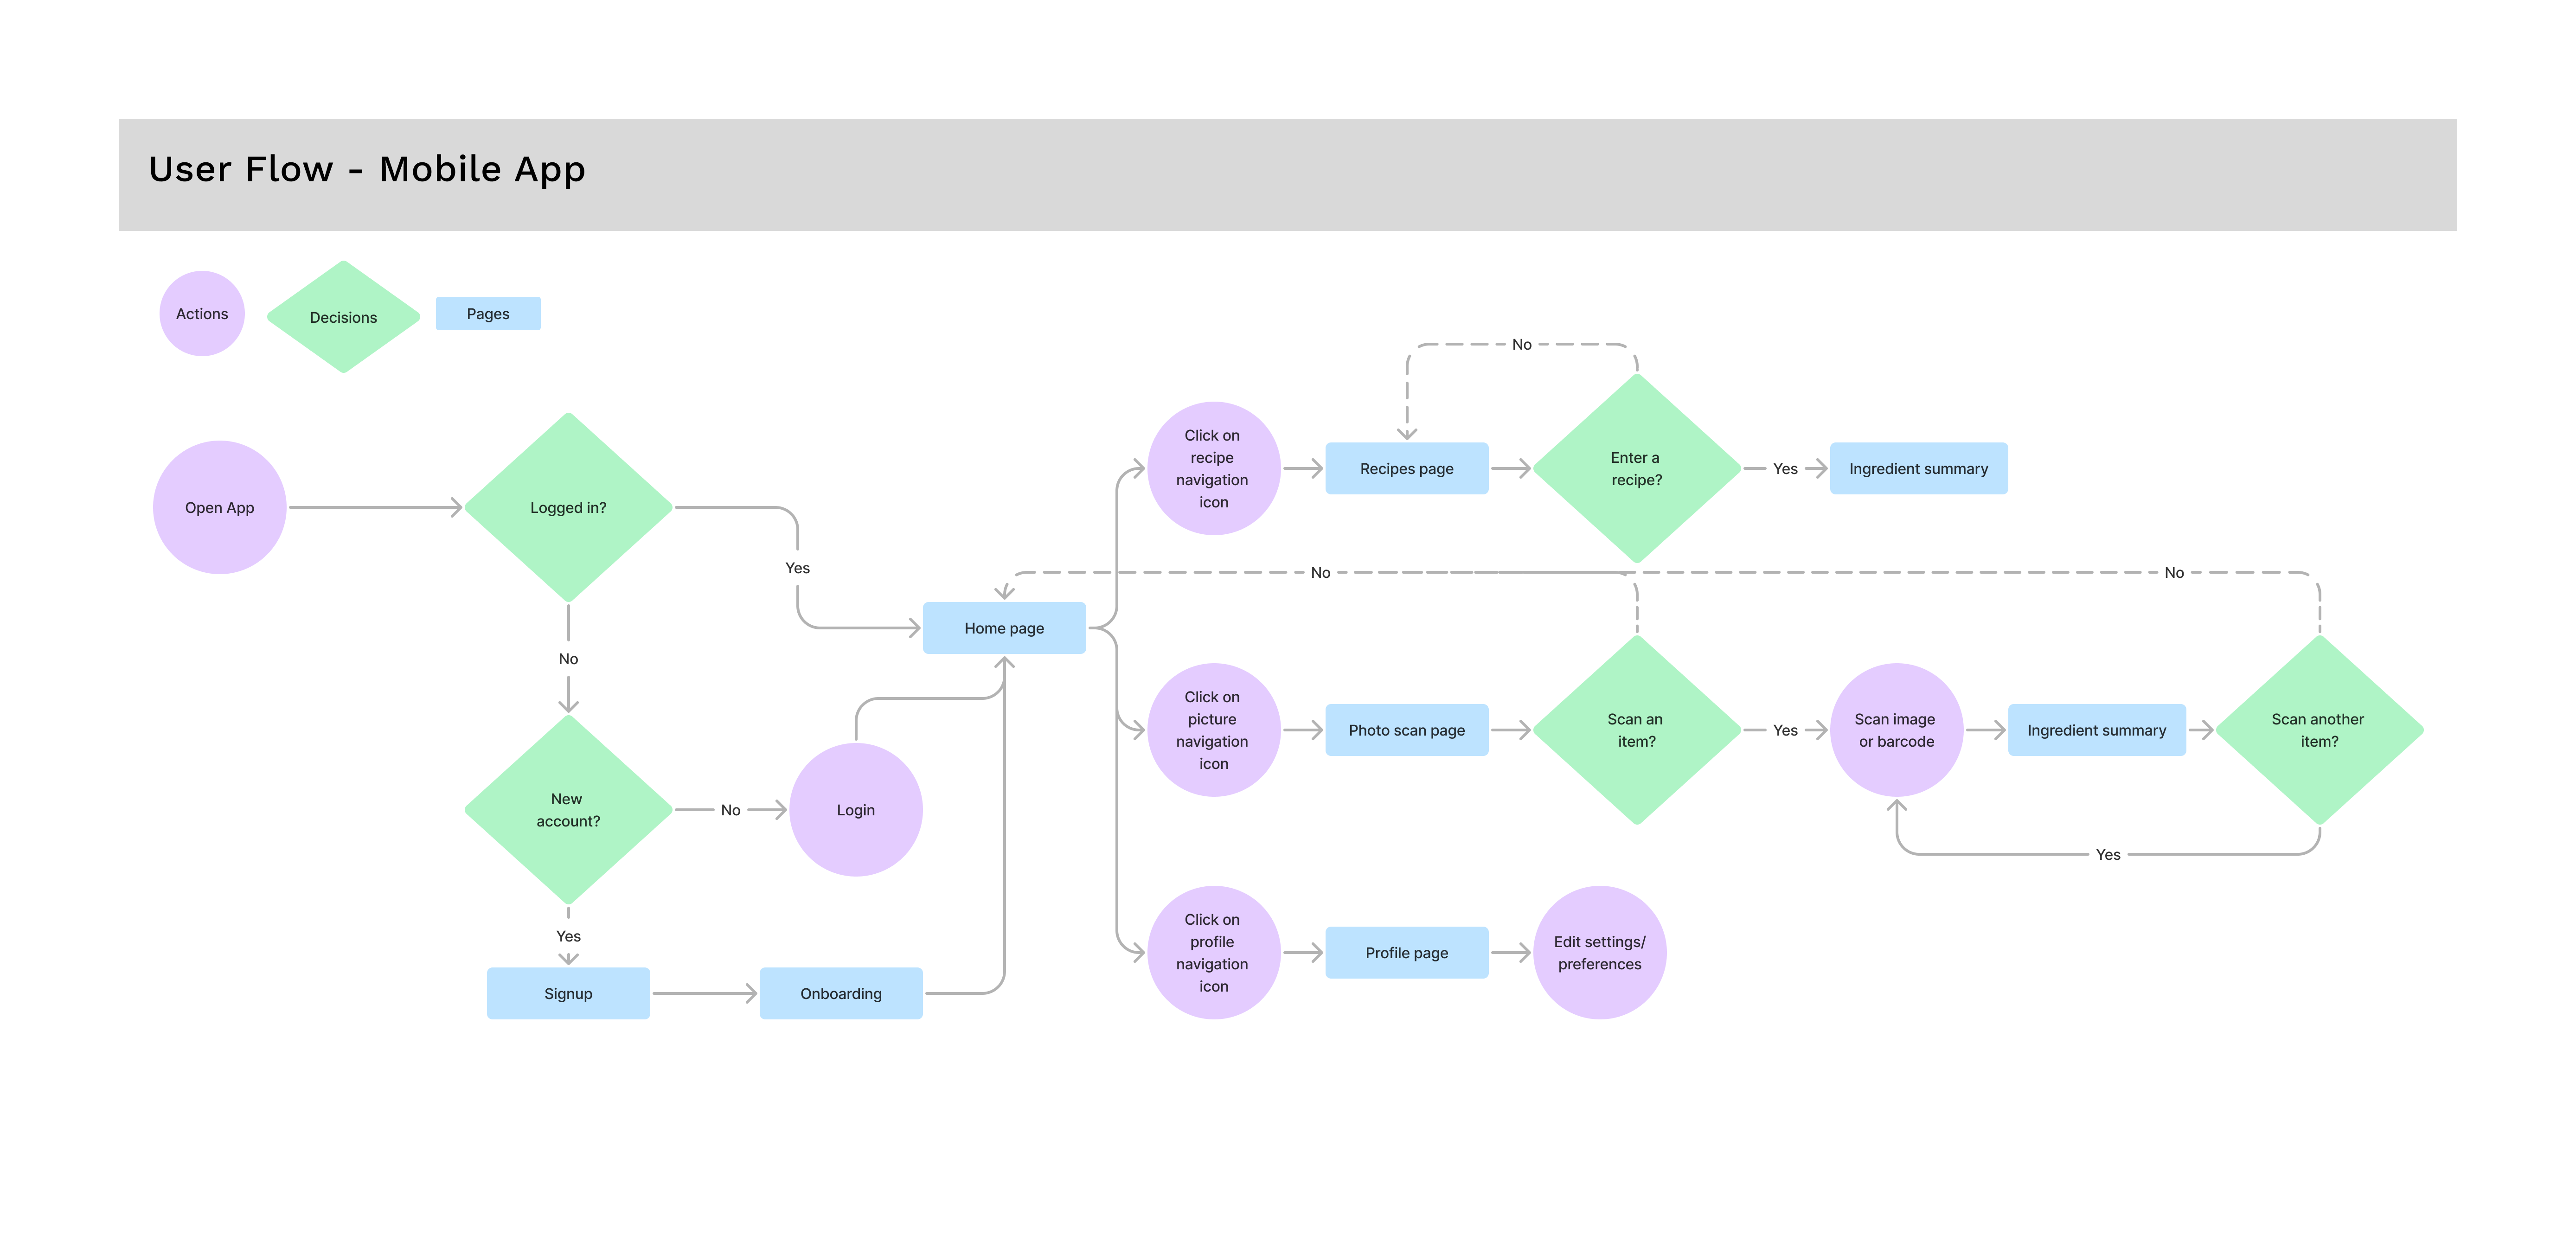 User Flow - Mobile App
Actions
Decisions
Pages
Open App
Logged in?
Yes
No
New
account?
No
Login
Yes
Signup
Onboarding
Home page
Click on
recipe
navigation
icon
Recipes page
No
Enter a
recipe?
Yes
Ingredient summary
No
No
Click on
picture
navigation
icon
Photo scan page
Scan an
item?
Yes
Scan image
or barcode
Ingredient summary
Scan another
item?
Yes
Click on
profile
navigation
icon
Profile page
Edit settings/
preferences